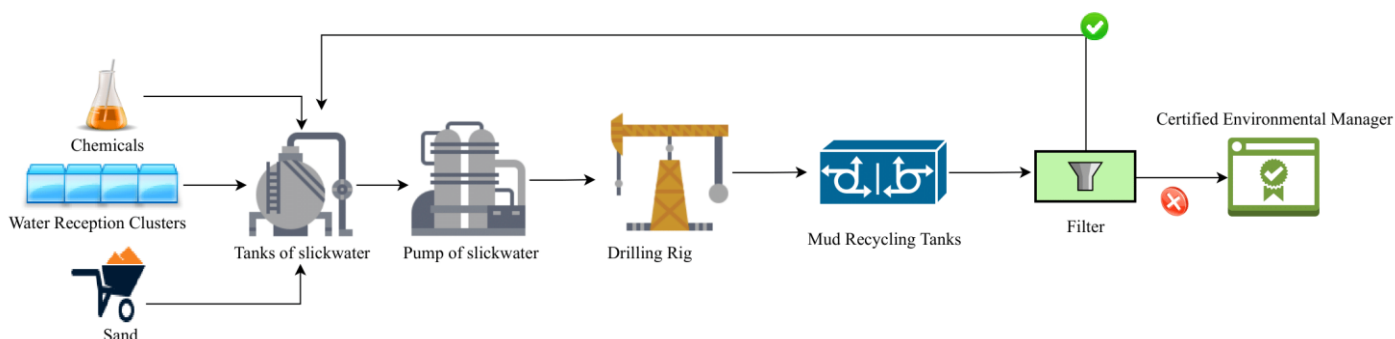 Chemicals
Water Reception Clusters
Sand
Tanks of slickwater
Pump of slickwater
Drilling Rig
Mud Recycling Tanks
Filter
Certified Environmental Manager